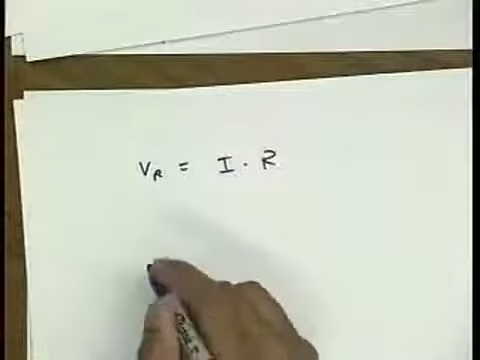 V_R = I · R